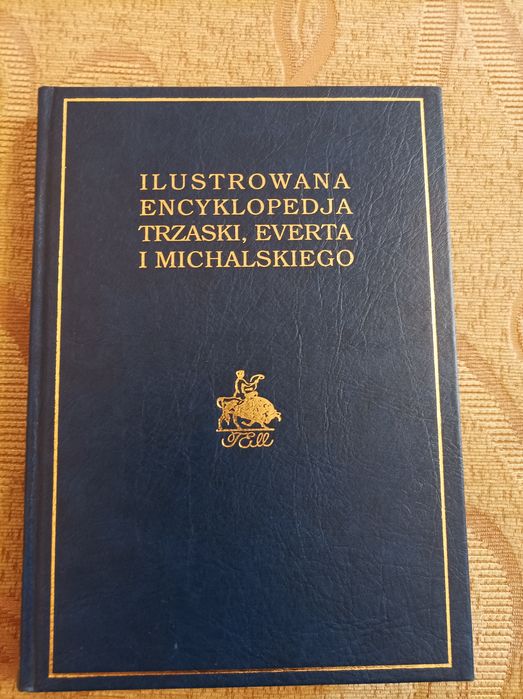 ILUSTROWANA
ENCYKLOPEDJA
TRZASKI, EVERTA
I MICHALSKIEGO